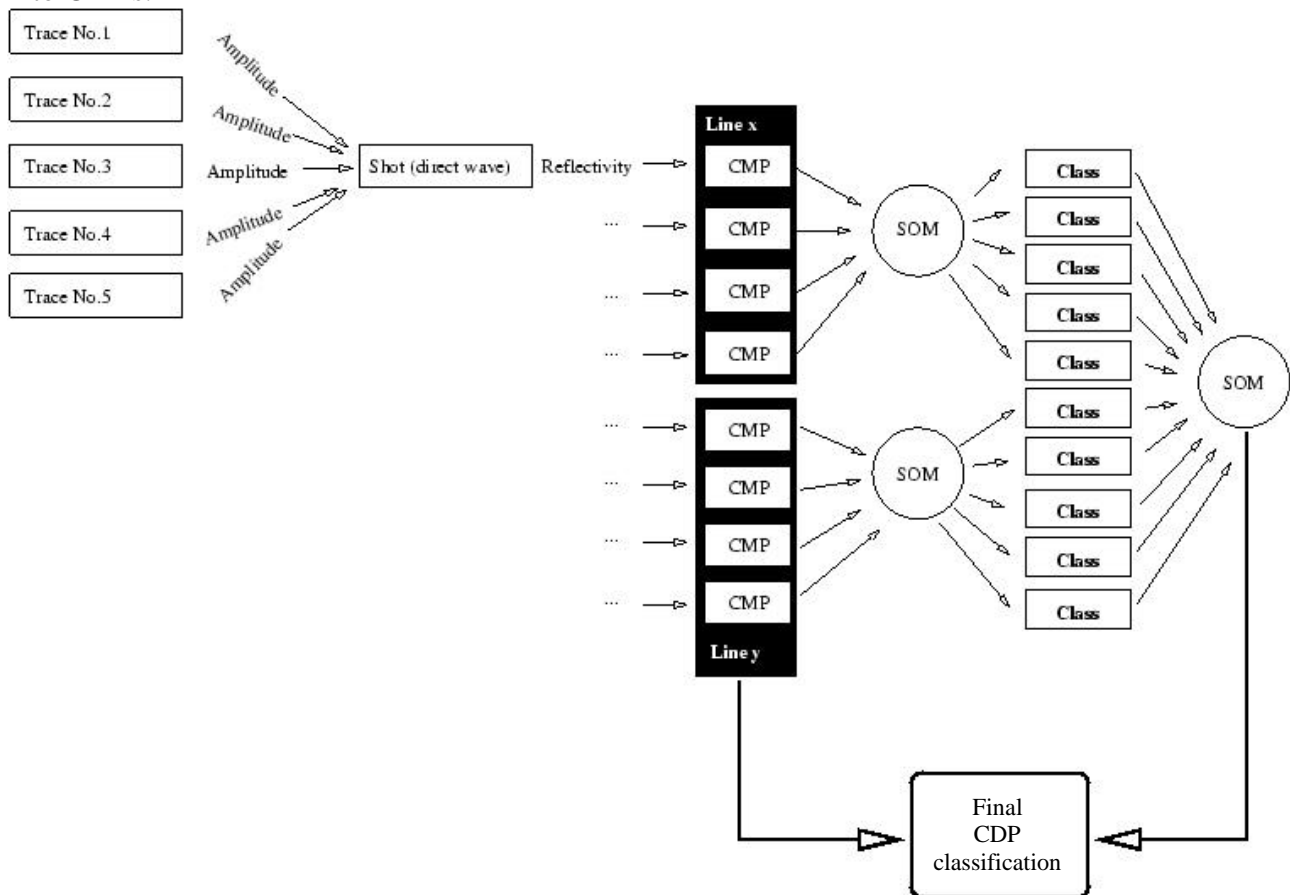 Trace No.1
Trace No.2
Trace No.3
Trace No.4
Trace No.5
Amplitude
Amplitude
Amplitude
Amplitude
Amplitude
Shot (direct wave)
Reflectivity
...
...
...
...
...
...
...
Line x
CMP
CMP
CMP
CMP
CMP
CMP
CMP
CMP
Line y
SOM
SOM
Class
Class
Class
Class
Class
Class
Class
Class
Class
Class
SOM
Final
CDP
classification